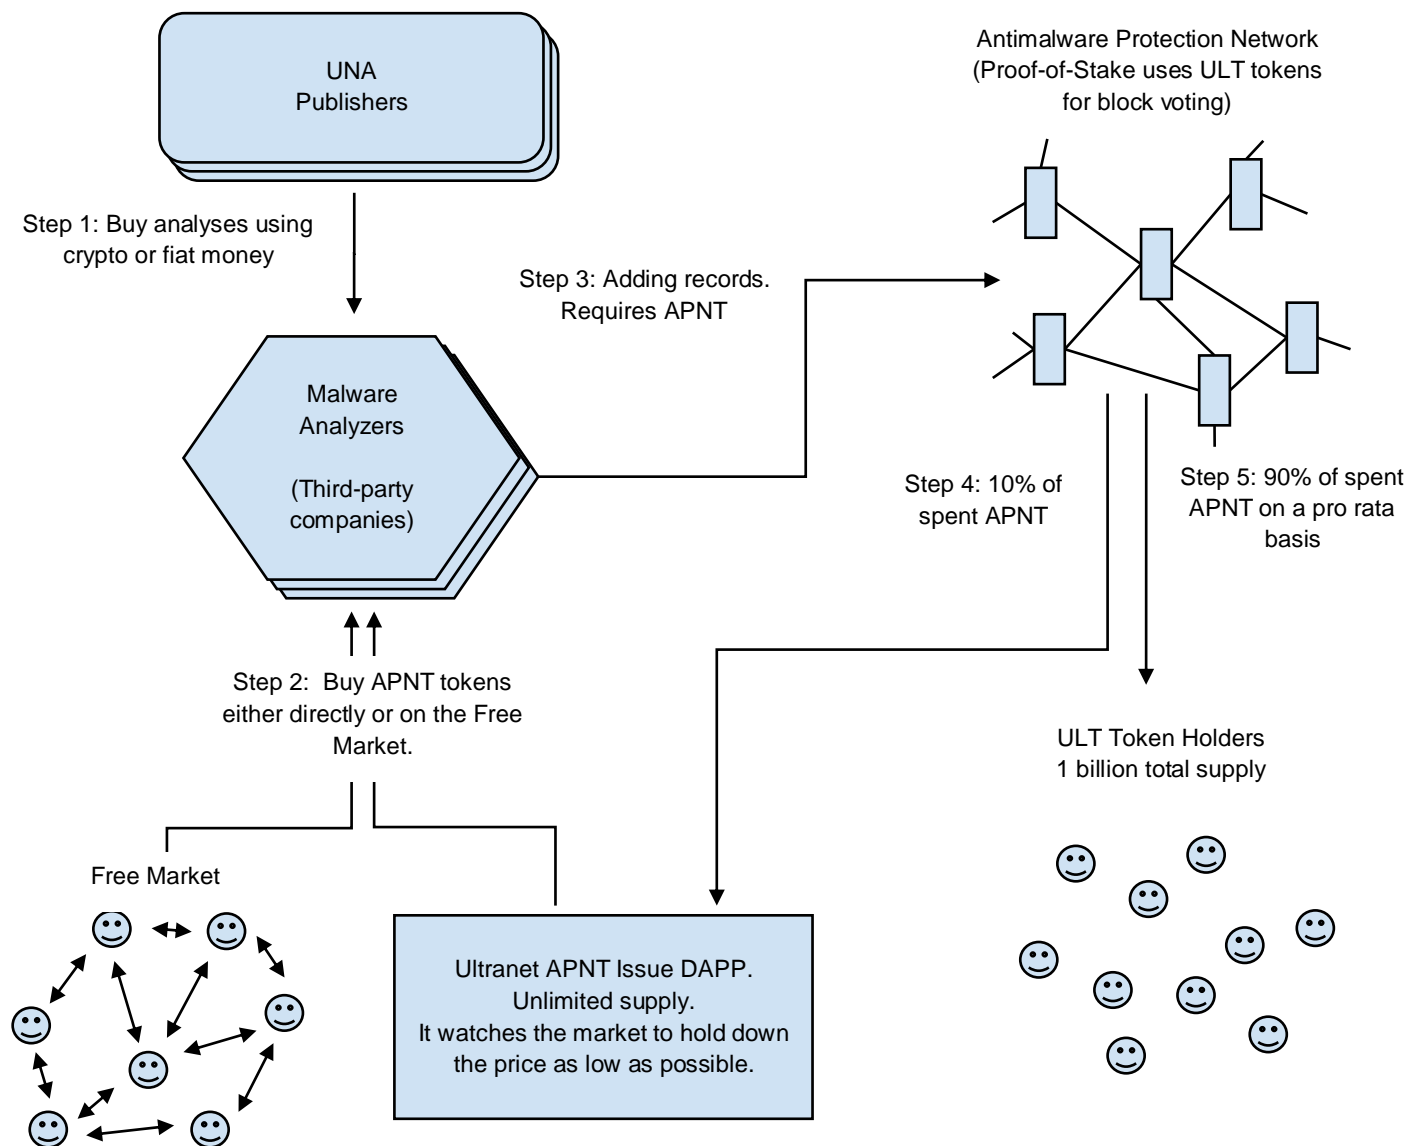 UNA
Publishers
Antimalware Protection Network
(Proof-of-Stake uses ULT tokens
for block voting)
Step 1: Buy analyses using
crypto or fiat money
Step 3: Adding records.
Requires APNT
Malware
Analyzers
(Third-party
companies)
Step 4: 10% of
spent APNT
Step 5: 90% of spent
APNT on a pro rata
basis
Step 2:  Buy APNT tokens
either directly or on the Free
Market.
ULT Token Holders
1 billion total supply
Free Market
Ultranet APNT Issue DAPP.
Unlimited supply.
It watches the market to hold down
the price as low as possible.